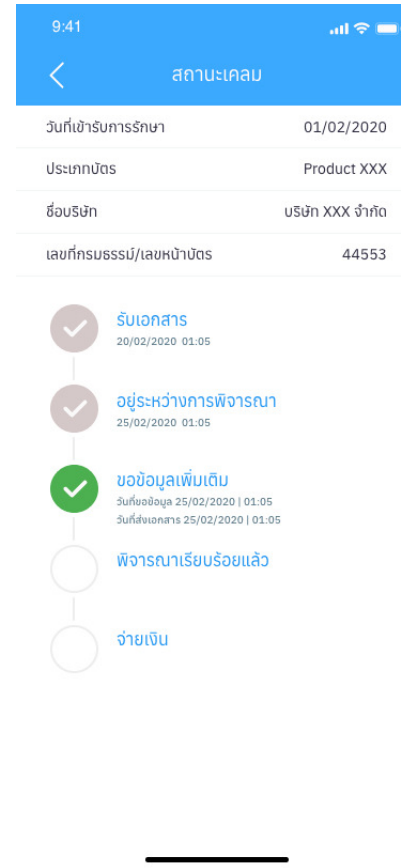 9:41
สถานะเคลม
วันที่เข้ารับการรักษา 01/02/2020
ประเภทบัตร Product XXX
ชื่อบริษัท บริษัท XXX จำกัด
เลขที่กรมธรรม์/เลขหน้าบัตร 44553
รับเอกสาร
20/02/2020 01:05
อยู่ระหว่างการพิจารณา
25/02/2020 01:05
ขอข้อมูลเพิ่มเติม
วันที่ขอข้อมูล 25/02/2020 | 01:05
วันที่ส่งเอกสาร 25/02/2020 | 01:05
พิจารณาเรียบร้อยแล้ว
จ่ายเงิน